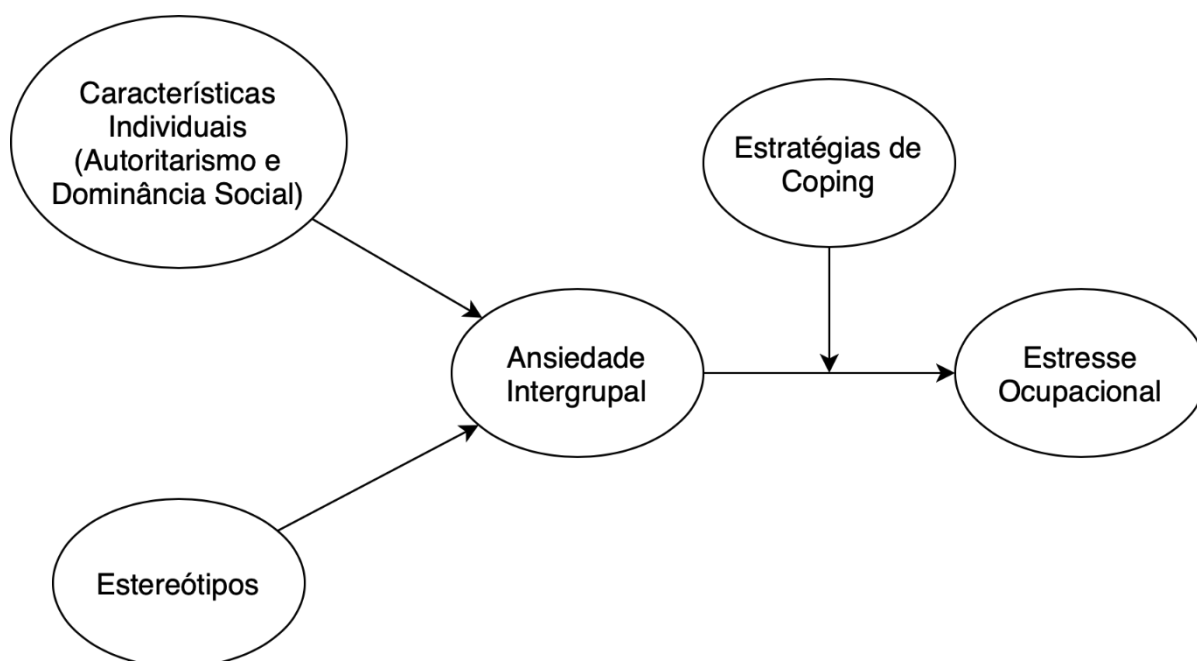 Características
Individuais
(Autoritarismo e
Dominância Social)
Estratégias de
Coping
Ansiedade
Intergrupal
Estresse
Ocupacional
Estereótipos